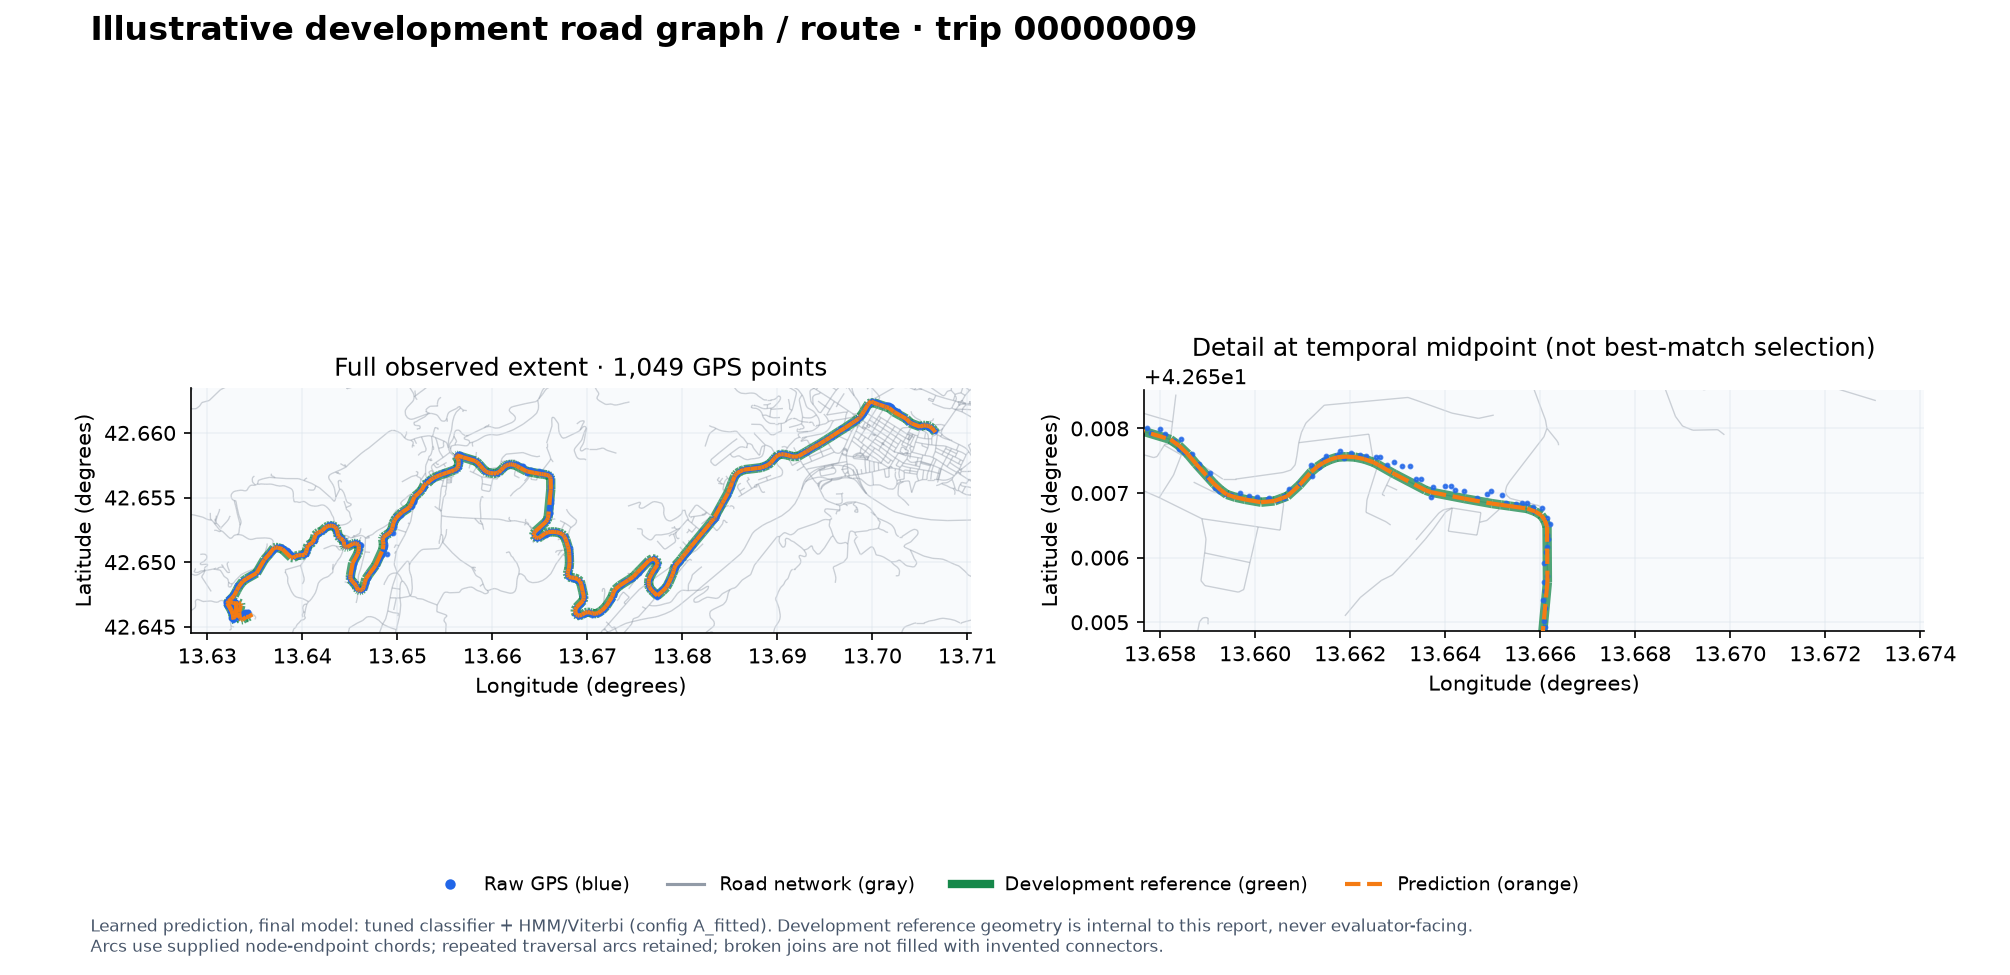 Illustrative development road graph / route · trip 00000009
Full observed extent · 1,049 GPS points
Latitude (degrees)
42.660
42.655
42.650
42.645
13.63 13.64 13.65 13.66 13.67 13.68 13.69 13.70 13.71
Longitude (degrees)
Detail at temporal midpoint (not best-match selection)
+4.265e1
Latitude (degrees)
0.008
0.007
0.006
0.005
13.658 13.660 13.662 13.664 13.666 13.668 13.670 13.672 13.674
Longitude (degrees)
Raw GPS (blue) Road network (gray) Development reference (green) Prediction (orange)
Learned prediction, final model: tuned classifier + HMM/Viterbi (config A_fitted). Development reference geometry is internal to this report, never evaluator-facing.
Arcs use supplied node-endpoint chords; repeated traversal arcs retained; broken joins are not filled with invented connectors.